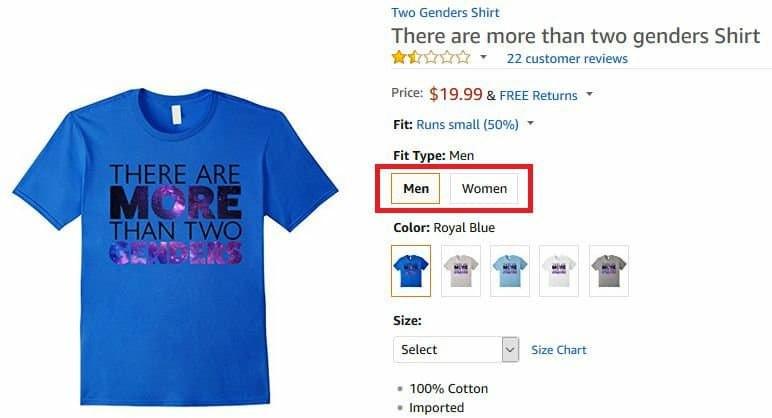 Two Genders Shirt
There are more than two genders Shirt
22 customer reviews
Price: $19.99 & FREE Returns
Fit: Runs small (50%)
Fit Type: Men
Men Women
THERE ARE
MORE
THAN TWO
GENDERS
Color: Royal Blue
Size:
Select Size Chart
100% Cotton
Imported